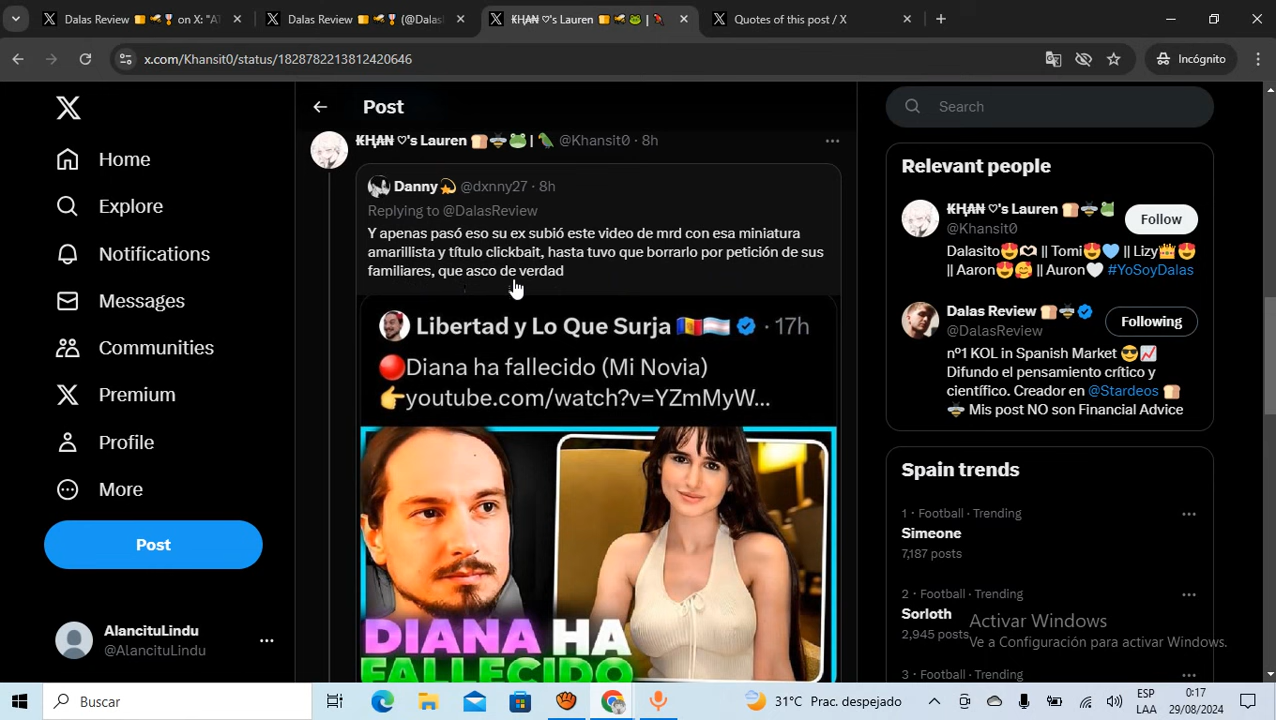 Dalas Review 🍞🐝🎖️ on X: "A
Dalas Review 🍞🐝🎖️ (@Dalas
₭Ⱨ₳₦ ♡'s Lauren 🍞🐝🐸 | 🦜
Quotes of this post / X
x.com/Khansit0/status/1828782213812420646
Incógnito
Home
Explore
Notifications
Messages
Communities
Premium
Profile
More
Post
AlancituLindu
@AlancituLindu
Post
₭Ⱨ₳₦ ♡'s Lauren 🍞🐝🐸 | 🦜 @Khansit0 · 8h
Danny💫 @dxnny27 · 8h
Replying to @DalasReview
Y apenas pasó eso su ex subió este video de mrd con esa miniatura
amarillista y título clickbait, hasta tuvo que borrarlo por petición de sus
familiares, que asco de verdad
Libertad y Lo Que Surja 🇦🇩🇹🇦 · 17h
🔴Diana ha fallecido (Mi Novia)
👉youtube.com/watch?v=YZmMyW...
DIANA HA
FALLECIDO
Search
Relevant people
₭Ⱨ₳₦ ♡'s Lauren 🍞🐝🐸
@Khansit0
Follow
Dalasito😍🫶 || Tomi😍🩵 || Lizy👑😍
|| Aaron😍🥰 || Auron🤍 #YoSoyDalas
Dalas Review 🍞🐝
@DalasReview
Following
nº1 KOL in Spanish Market 😎📈
Difundo el pensamiento crítico y
científico. Creador en @Stardeos 🍞
🐝 Mis post NO son Financial Advice
Spain trends
1 · Football · Trending
Simeone
7,187 posts
2 · Football · Trending
Sorloth
2,945 posts
3 · Football · Trending
Activar Windows
Ve a Configuración para activar Windows.
Buscar
31°C Prac. despejado
ESP
LAA
0:17
29/08/2024